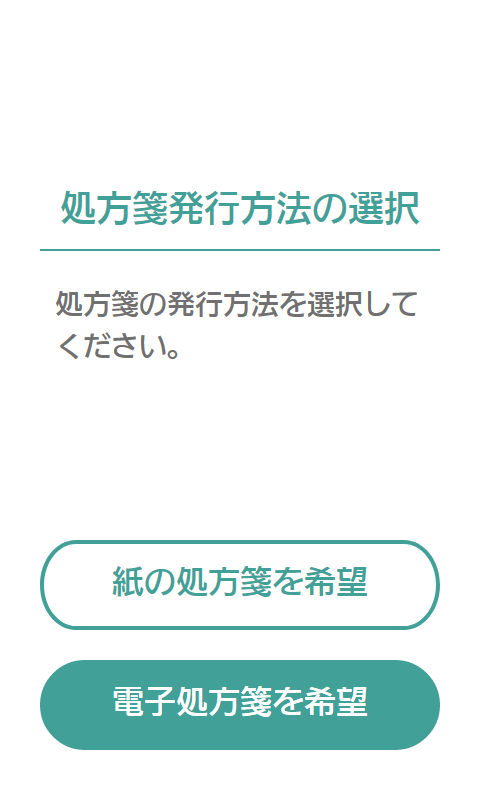 処方箋発行方法の選択
処方箋の発行方法を選択して
ください。
紙の処方箋を希望
電子処方箋を希望